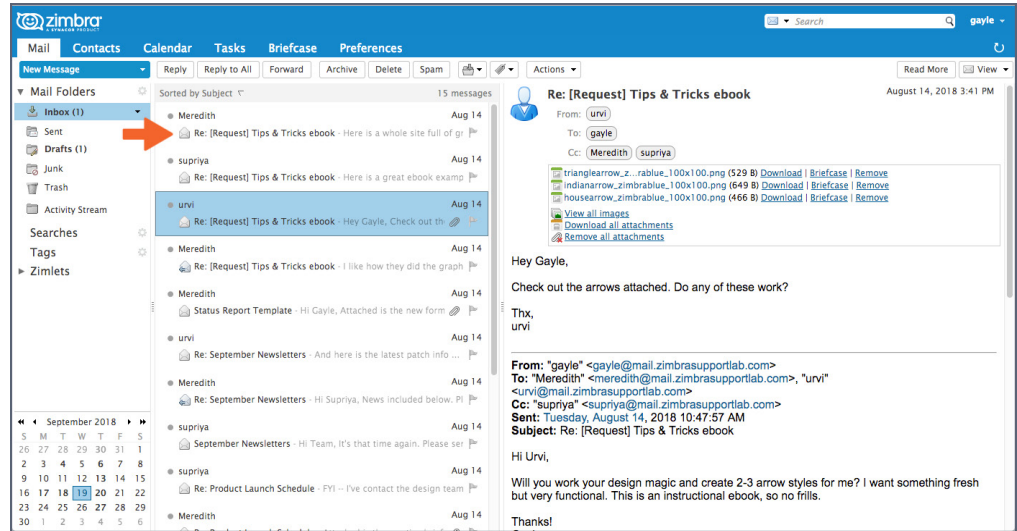 zimbra
A SYNACOR PRODUCT
Search
gayle
Mail Contacts Calendar Tasks Briefcase Preferences
New Message
Reply Reply to All Forward Archive Delete Spam Actions Read More View
Mail Folders
Inbox (1)
Sent
Drafts (1)
Junk
Trash
Activity Stream
Searches
Tags
Zimlets
September 2018
S M T W T F S
26 27 28 29 30 31 1
2 3 4 5 6 7 8
9 10 11 12 13 14 15
16 17 18 19 20 21 22
23 24 25 26 27 28 29
30 1 2 3 4 5 6
Sorted by Subject 15 messages
Meredith Aug 14
Re: [Request] Tips & Tricks ebook - Here is a whole site full of gr
supriya Aug 14
Re: [Request] Tips & Tricks ebook - Here is a great ebook examp
urvi Aug 14
Re: [Request] Tips & Tricks ebook - Hey Gayle, Check out th
Meredith Aug 14
Re: [Request] Tips & Tricks ebook - I like how they did the graph
Meredith Aug 14
Status Report Template - Hi Gayle, Attached is the new form
urvi Aug 14
Re: September Newsletters - And here is the latest patch info ...
Meredith Aug 14
Re: September Newsletters - Hi Supriya, News included below. Pl
supriya Aug 14
September Newsletters - Hi Team, It's that time again. Please ser
supriya Aug 14
Re: Product Launch Schedule - FYI -- I've contact the design team
Meredith Aug 14
Re: [Request] Tips & Tricks ebook August 14, 2018 3:41 PM
From: urvi
To: gayle
Cc: Meredith supriya
trianglearrow_z...rablue_100x100.png (529 B) Download | Briefcase | Remove
indianarrow_zimbrablue_100x100.png (649 B) Download | Briefcase | Remove
housearrow_zimbrablue_100x100.png (466 B) Download | Briefcase | Remove
View all images
Download all attachments
Remove all attachments
Hey Gayle,
Check out the arrows attached. Do any of these work?
Thx,
urvi
From: "gayle" <gayle@mail.zimbrasupportlab.com>
To: "Meredith" <meredith@mail.zimbrasupportlab.com>, "urvi"
<urvi@mail.zimbrasupportlab.com>
Cc: "supriya" <supriya@mail.zimbrasupportlab.com>
Sent: Tuesday, August 14, 2018 10:47:57 AM
Subject: Re: [Request] Tips & Tricks ebook
Hi Urvi,
Will you work your design magic and create 2-3 arrow styles for me? I want something fresh
but very functional. This is an instructional ebook, so no frills.
Thanks!